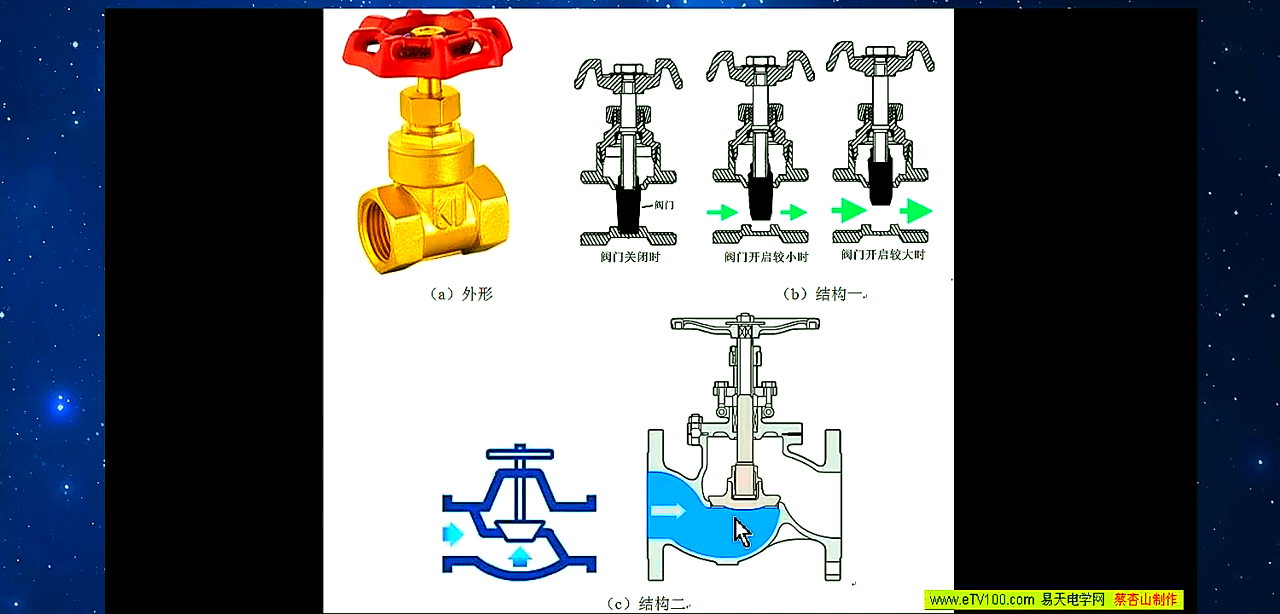 阀门
阀门关闭时
阀门开启较小时
阀门开启较大时
（a）外形
（b）结构一
（c）结构二
www.eTV100.com 易天电学网 蔡杏山制作